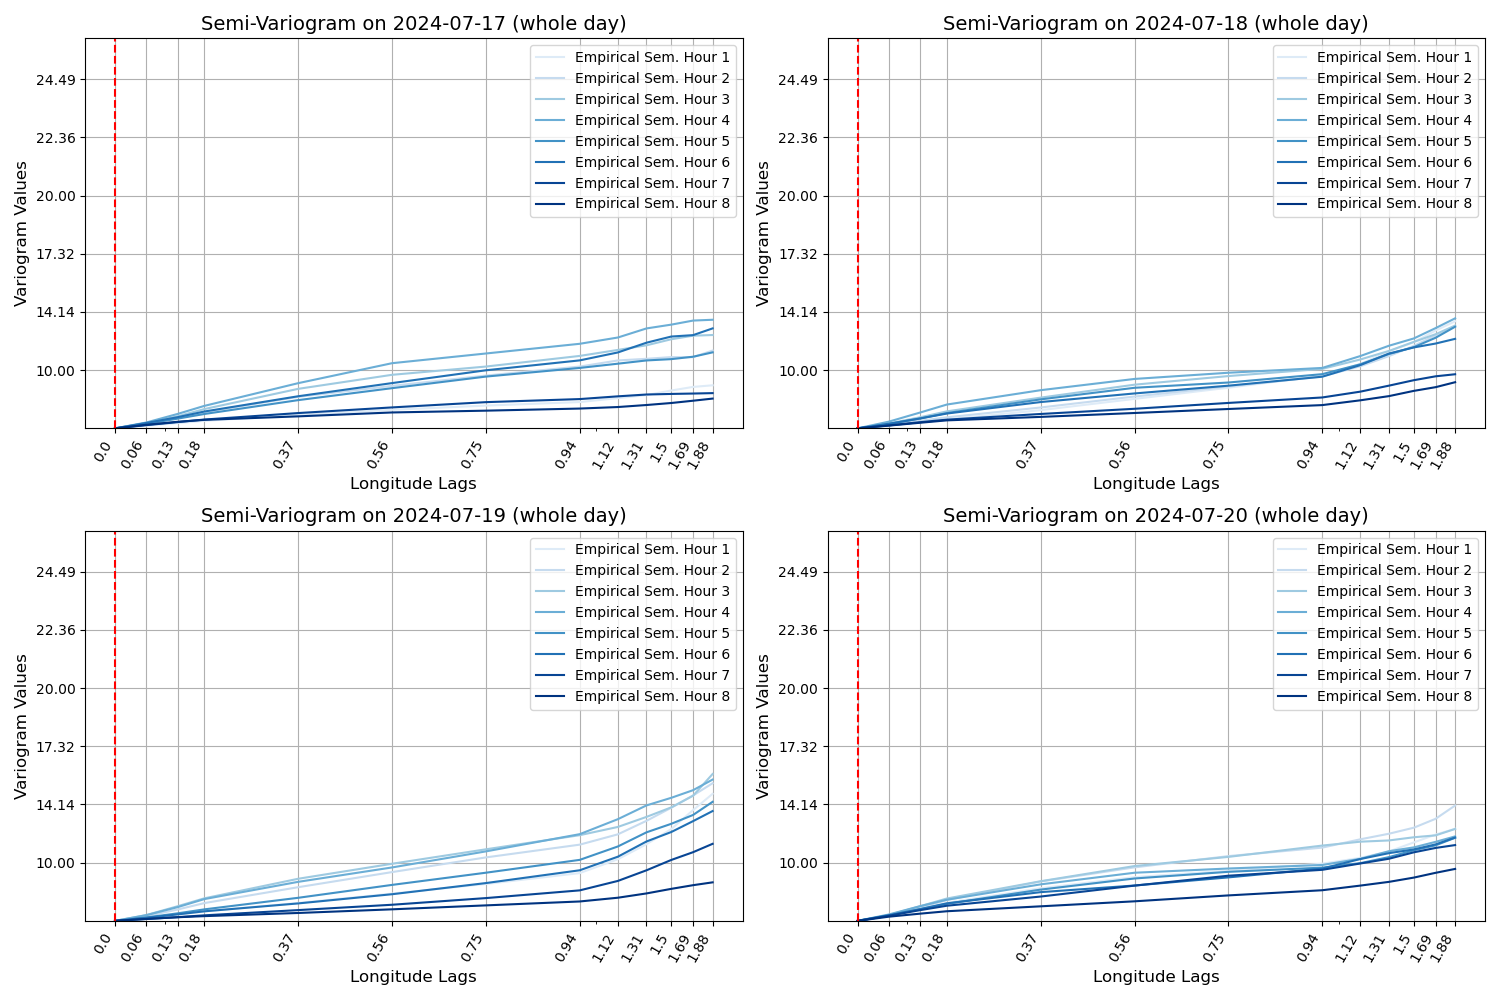 Semi-Variogram on 2024-07-17 (whole day)
Variogram Values
24.49
22.36
20.00
17.32
14.14
10.00
Empirical Sem. Hour 1
Empirical Sem. Hour 2
Empirical Sem. Hour 3
Empirical Sem. Hour 4
Empirical Sem. Hour 5
Empirical Sem. Hour 6
Empirical Sem. Hour 7
Empirical Sem. Hour 8
0.0 0.06 0.13 0.18 0.37 0.56 0.75 0.94 1.12 1.31 1.5 1.69 1.88
Longitude Lags
Semi-Variogram on 2024-07-18 (whole day)
Variogram Values
24.49
22.36
20.00
17.32
14.14
10.00
Empirical Sem. Hour 1
Empirical Sem. Hour 2
Empirical Sem. Hour 3
Empirical Sem. Hour 4
Empirical Sem. Hour 5
Empirical Sem. Hour 6
Empirical Sem. Hour 7
Empirical Sem. Hour 8
0.0 0.06 0.13 0.18 0.37 0.56 0.75 0.94 1.12 1.31 1.5 1.69 1.88
Longitude Lags
Semi-Variogram on 2024-07-19 (whole day)
Variogram Values
24.49
22.36
20.00
17.32
14.14
10.00
Empirical Sem. Hour 1
Empirical Sem. Hour 2
Empirical Sem. Hour 3
Empirical Sem. Hour 4
Empirical Sem. Hour 5
Empirical Sem. Hour 6
Empirical Sem. Hour 7
Empirical Sem. Hour 8
0.0 0.06 0.13 0.18 0.37 0.56 0.75 0.94 1.12 1.31 1.5 1.69 1.88
Longitude Lags
Semi-Variogram on 2024-07-20 (whole day)
Variogram Values
24.49
22.36
20.00
17.32
14.14
10.00
Empirical Sem. Hour 1
Empirical Sem. Hour 2
Empirical Sem. Hour 3
Empirical Sem. Hour 4
Empirical Sem. Hour 5
Empirical Sem. Hour 6
Empirical Sem. Hour 7
Empirical Sem. Hour 8
0.0 0.06 0.13 0.18 0.37 0.56 0.75 0.94 1.12 1.31 1.5 1.69 1.88
Longitude Lags